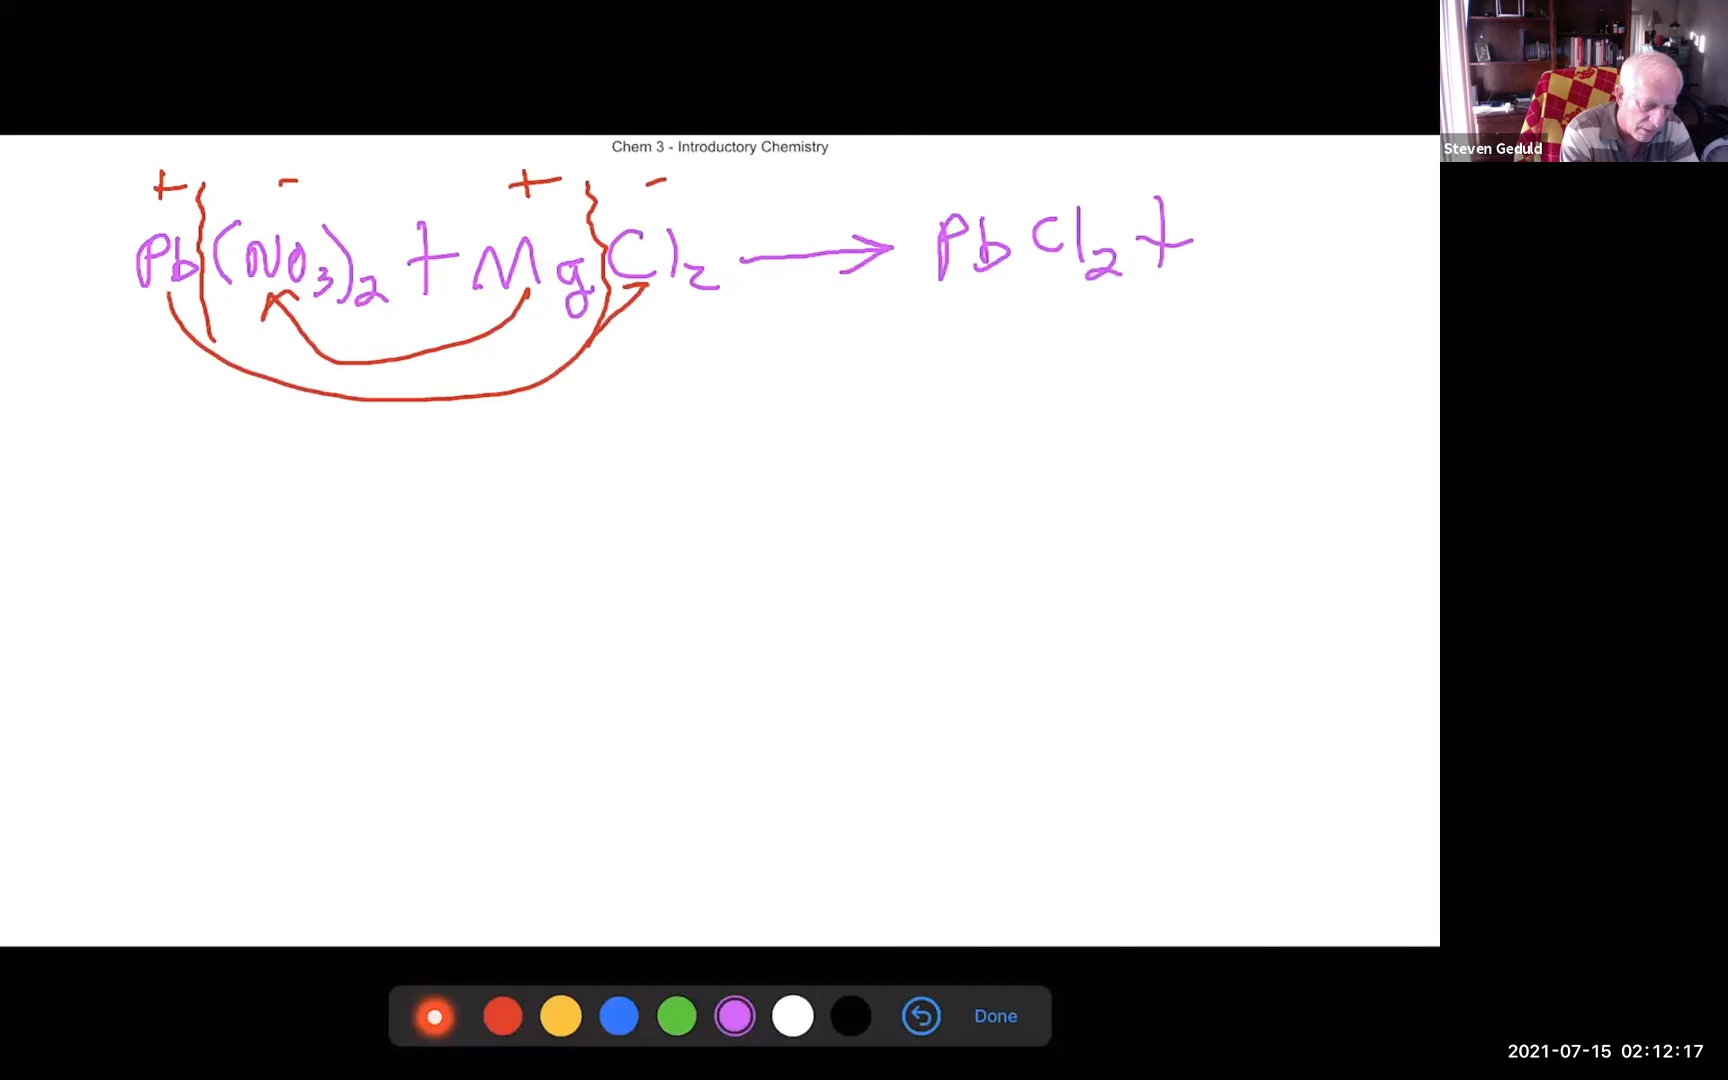 Chem 3 - Introductory Chemistry
+ - + -
Pb(NO3)2 + MgCl2 → PbCl2 +
Steven Geduld
Done
2021-07-15 02:12:17